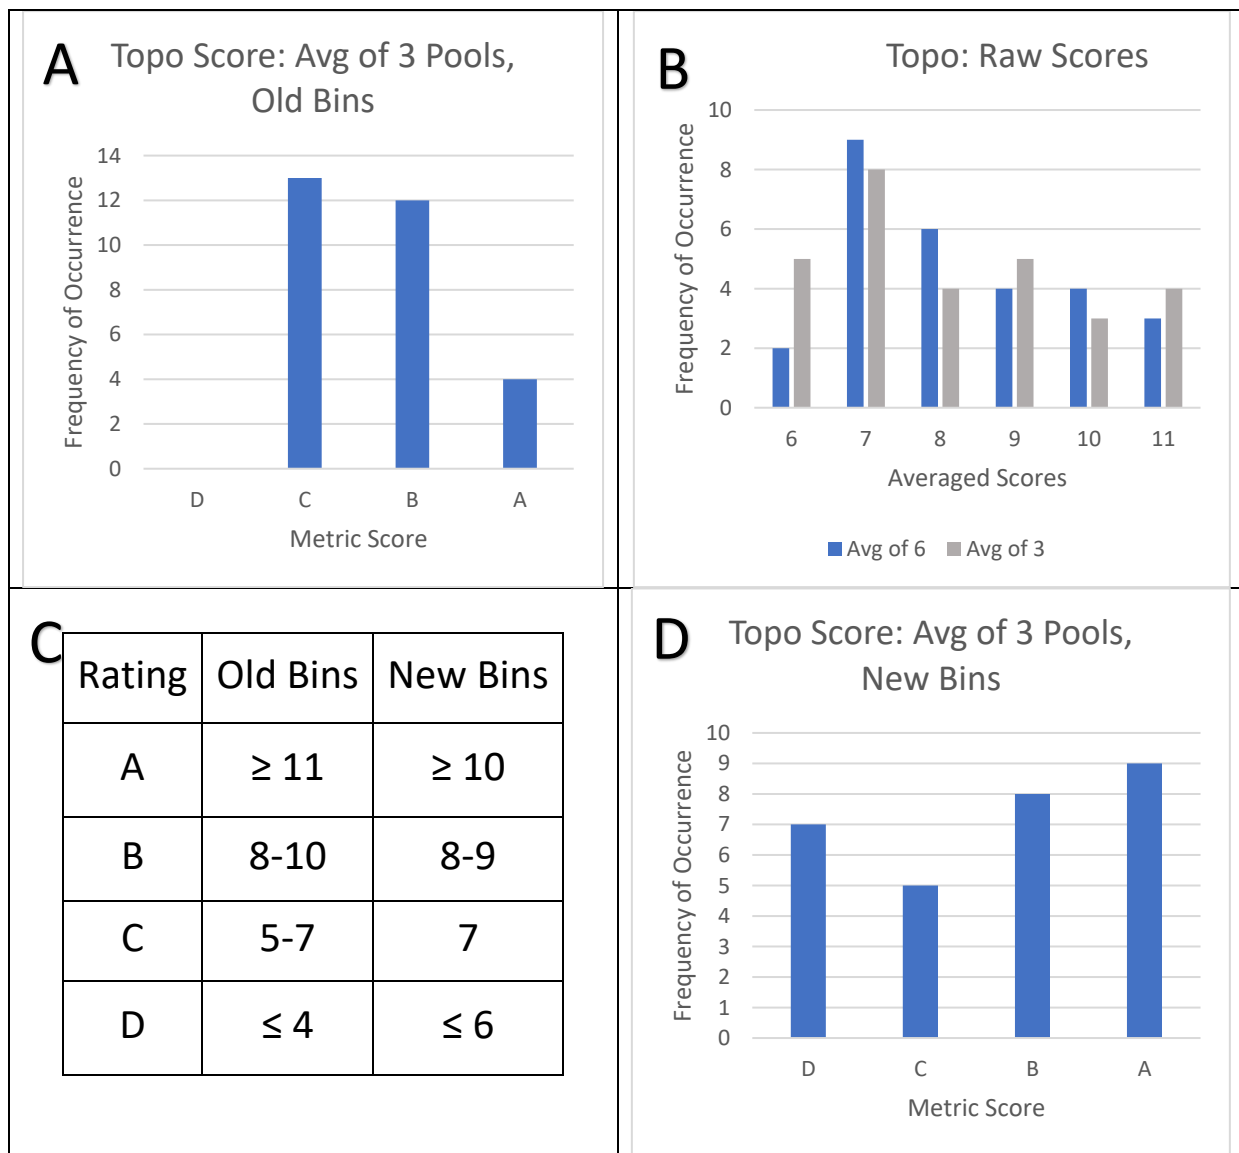 A
Topo Score: Avg of 3 Pools,
Old Bins
14
12
10
8
6
4
2
0
Frequency of Occurrence
D C B A
Metric Score
B
Topo: Raw Scores
10
8
6
4
2
0
Frequency of Occurrence
6 7 8 9 10 11
Averaged Scores
Avg of 6 Avg of 3
C
Rating Old Bins New Bins
A ≥ 11 ≥ 10
B 8-10 8-9
C 5-7 7
D ≤ 4 ≤ 6
D
Topo Score: Avg of 3 Pools,
New Bins
10
9
8
7
6
5
4
3
2
1
0
Frequency of Occurrence
D C B A
Metric Score